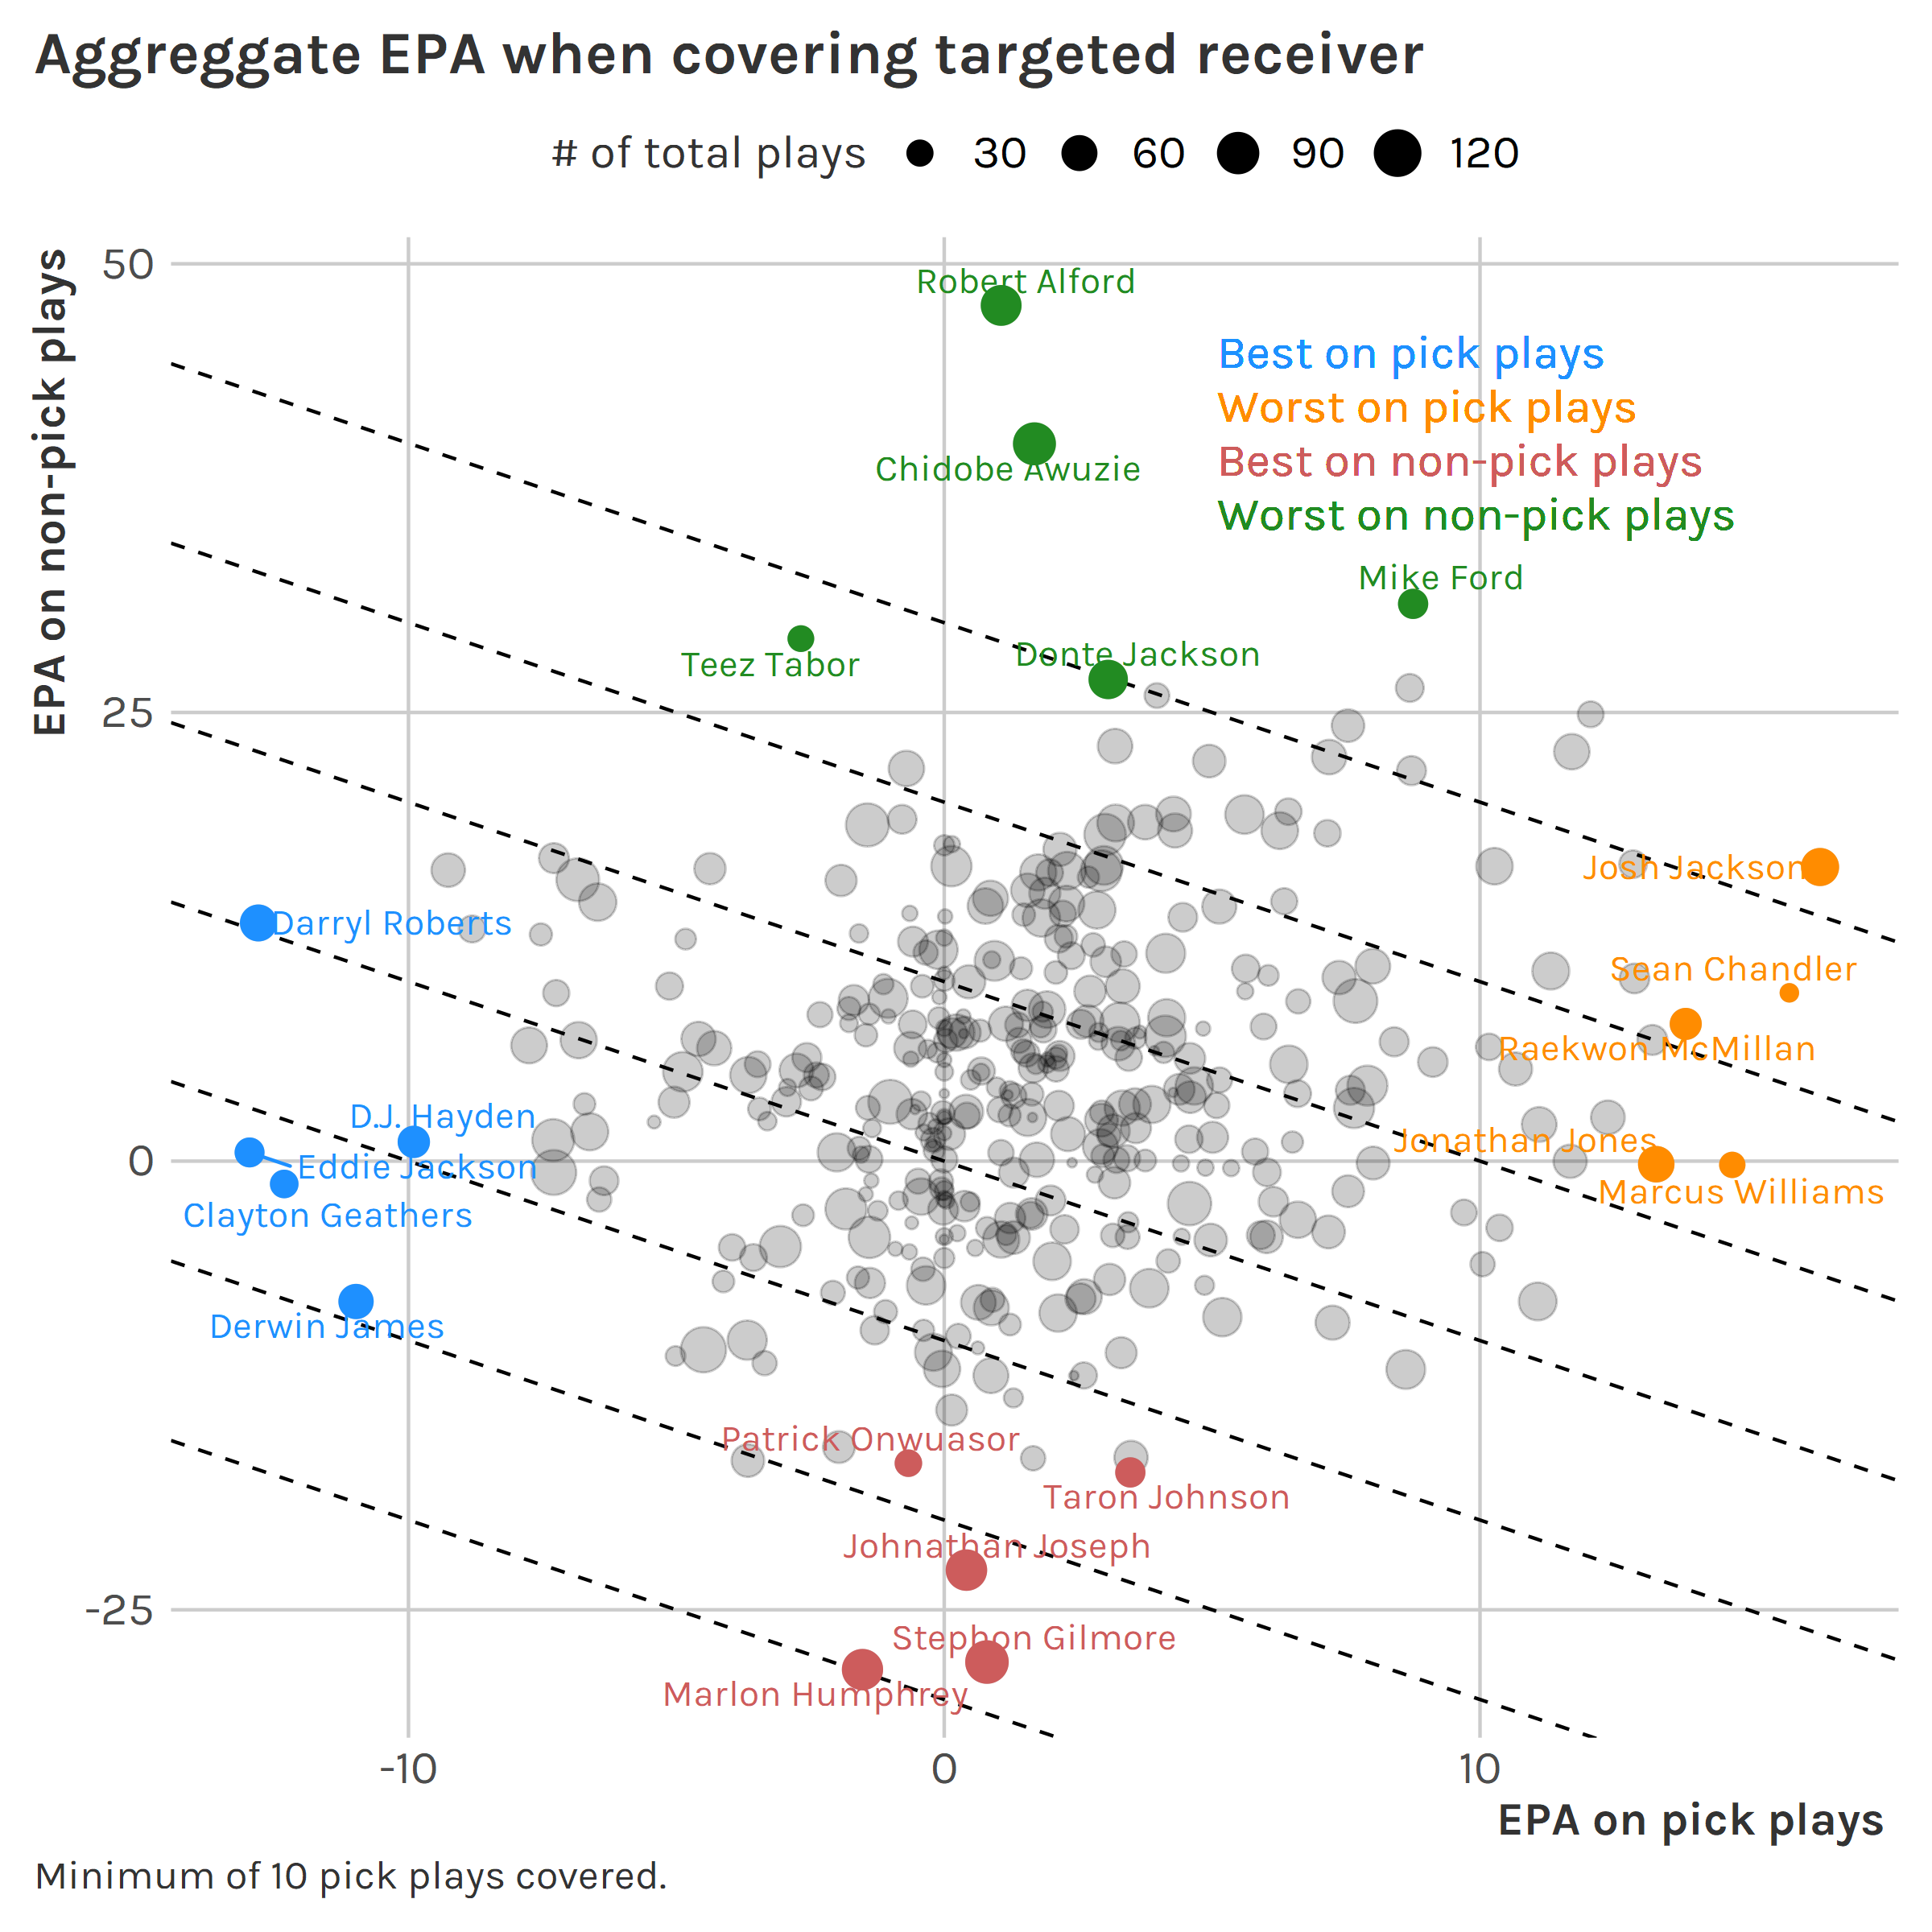 Aggreggate EPA when covering targeted receiver
# of total plays 30 60 90 120
EPA on non-pick plays
50
25
0
-25
Robert Alford
Best on pick plays
Worst on pick plays
Best on non-pick plays
Worst on non-pick plays
Chidobe Awuzie
Mike Ford
Teez Tabor
Donte Jackson
Josh Jackson
Darryl Roberts
Sean Chandler
Raekwon McMillan
D.J. Hayden
Jonathan Jones
Eddie Jackson
Marcus Williams
Clayton Geathers
Derwin James
Patrick Onwuasor
Taron Johnson
Johnathan Joseph
Stephon Gilmore
Marlon Humphrey
-10 0 10
EPA on pick plays
Minimum of 10 pick plays covered.